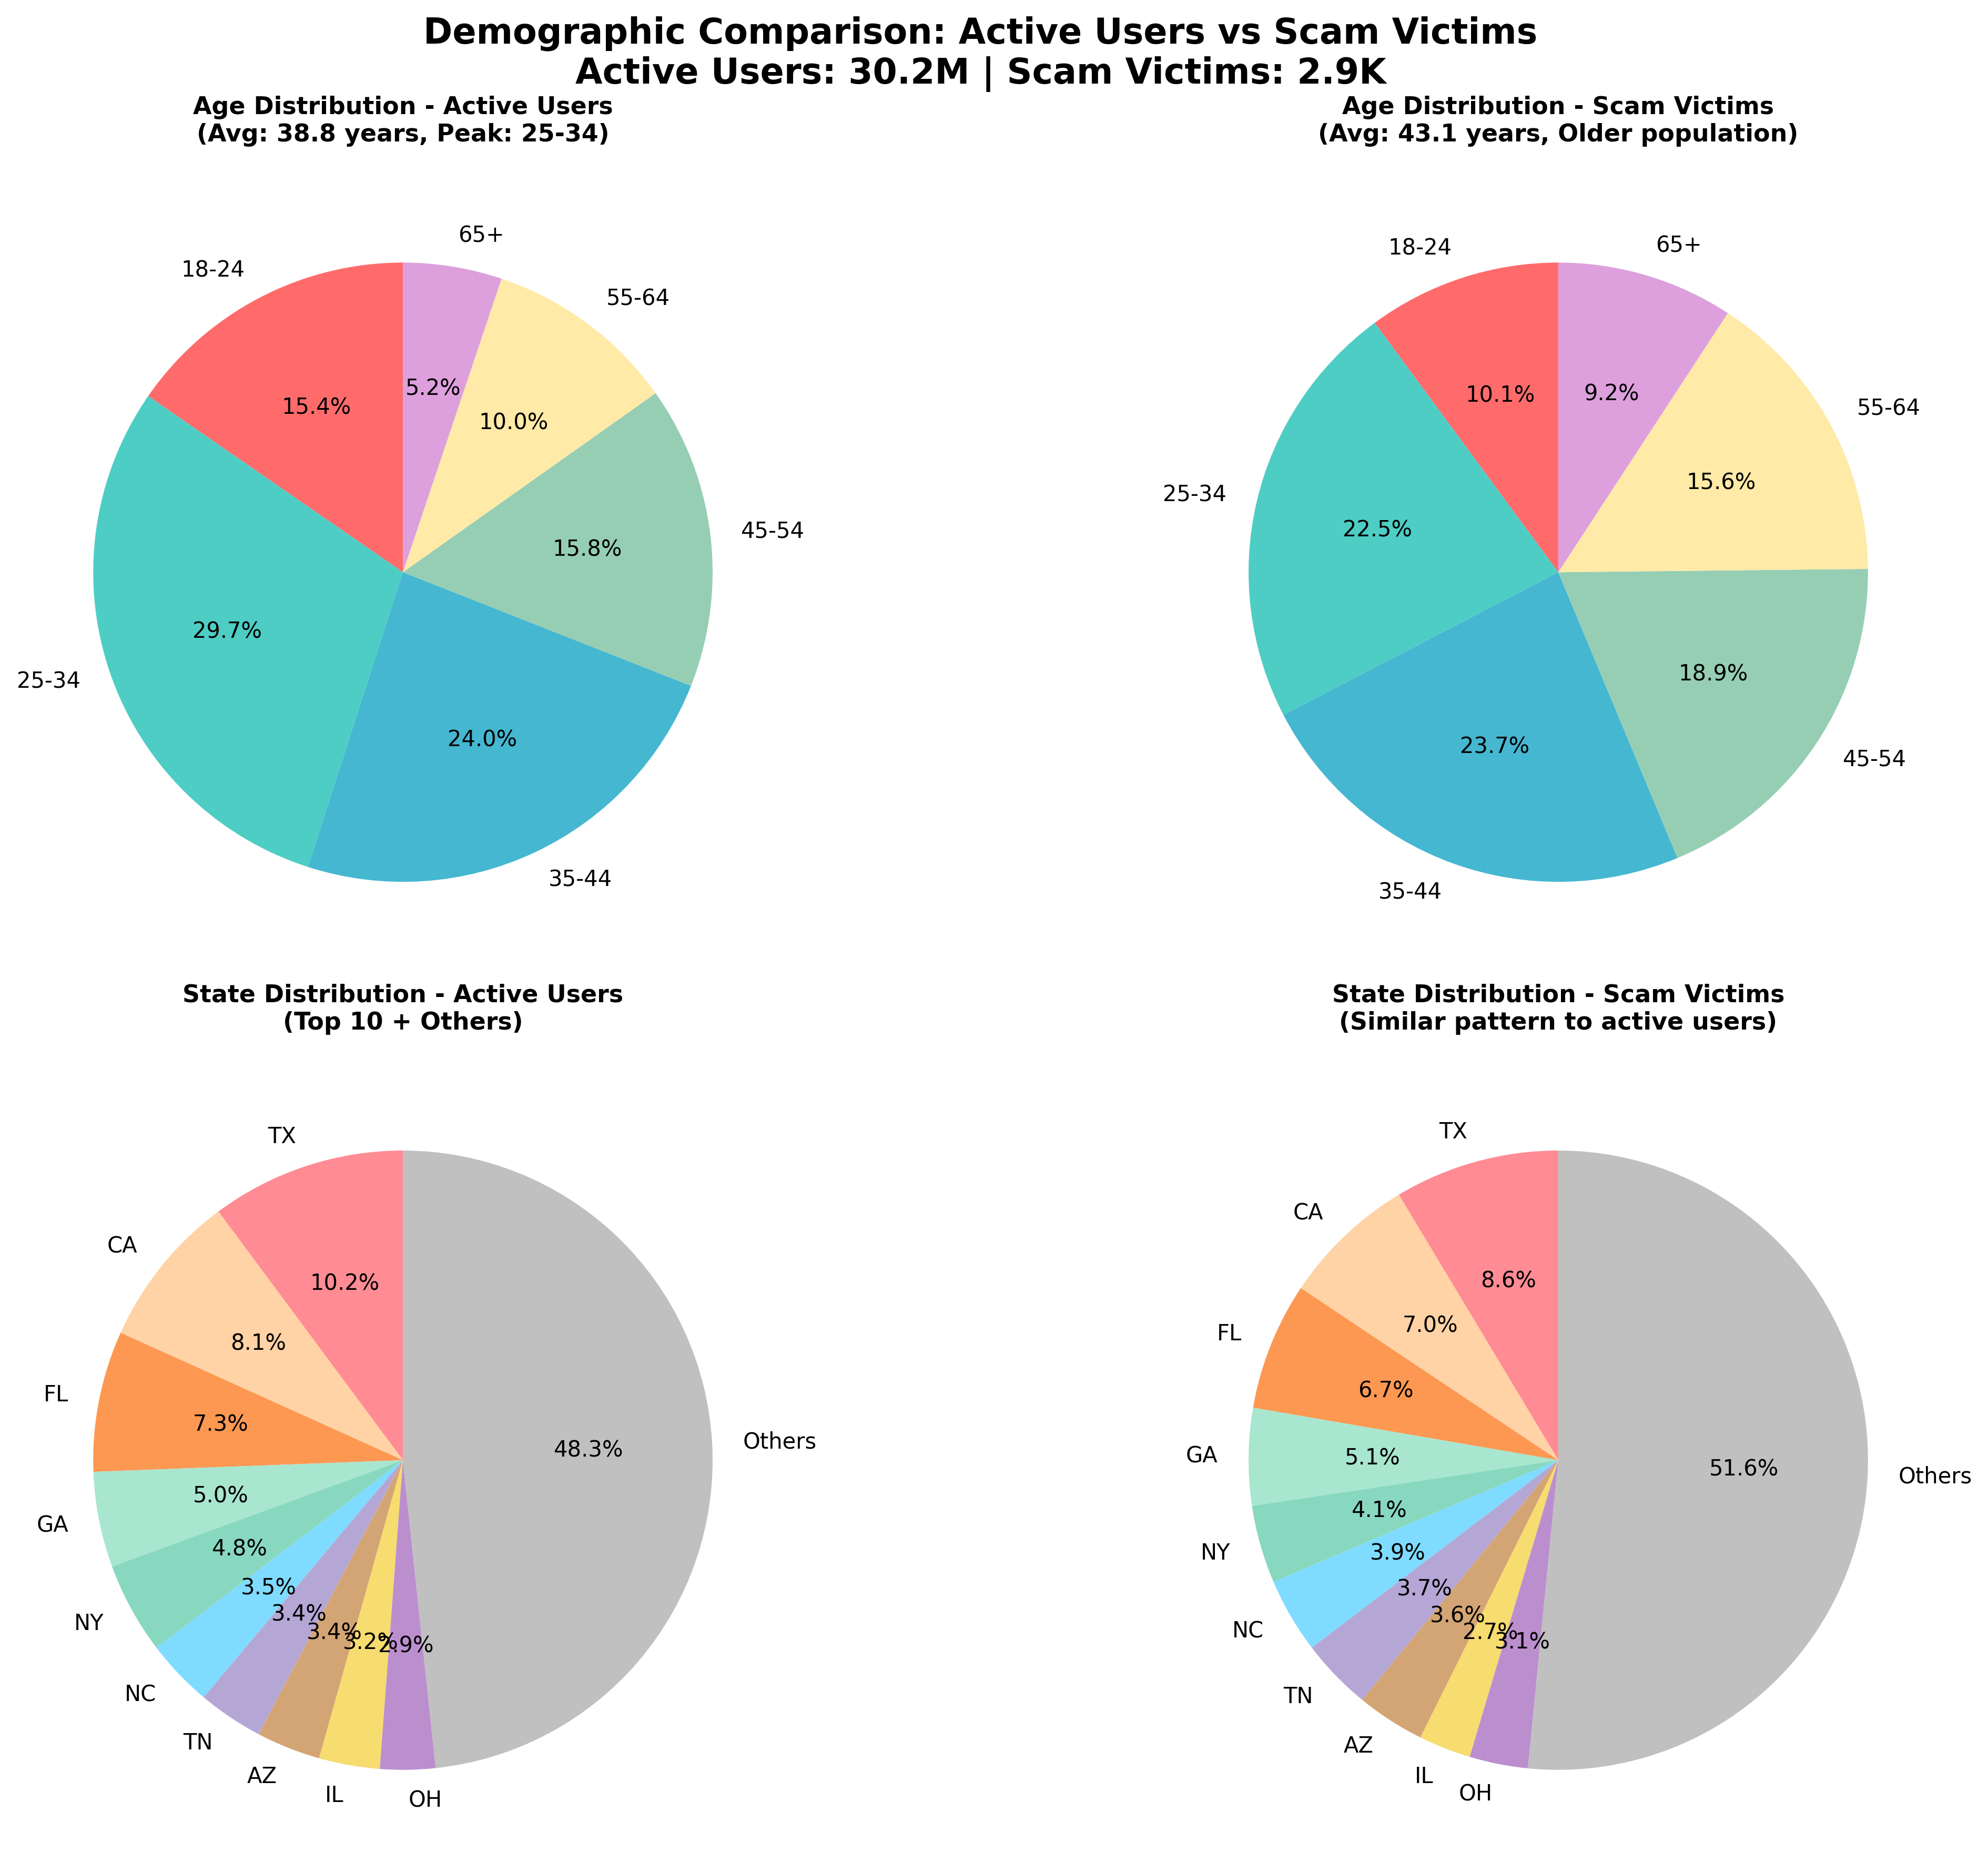 Demographic Comparison: Active Users vs Scam Victims
Active Users: 30.2M | Scam Victims: 2.9K
Age Distribution - Active Users
(Avg: 38.8 years, Peak: 25-34)
65+
18-24
55-64
5.2%
15.4%
10.0%
45-54
15.8%
29.7%
25-34
24.0%
35-44
Age Distribution - Scam Victims
(Avg: 43.1 years, Older population)
18-24
65+
10.1%
9.2%
55-64
25-34
15.6%
22.5%
18.9%
23.7%
45-54
35-44
State Distribution - Active Users
(Top 10 + Others)
TX
CA
10.2%
8.1%
FL
7.3%
48.3%
Others
5.0%
GA
4.8%
3.5%
NY
3.4%
3.4%
3.2%
2.9%
NC
TN
AZ
IL
OH
State Distribution - Scam Victims
(Similar pattern to active users)
TX
CA
8.6%
7.0%
FL
6.7%
GA
5.1%
51.6%
Others
4.1%
NY
3.9%
3.7%
3.6%
2.7%
3.1%
NC
TN
AZ
IL
OH